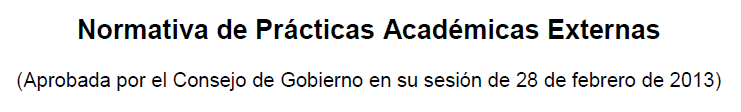 Normativa de Prácticas Académicas Externas
(Aprobada por el Consejo de Gobierno en su sesión de 28 de febrero de 2013)